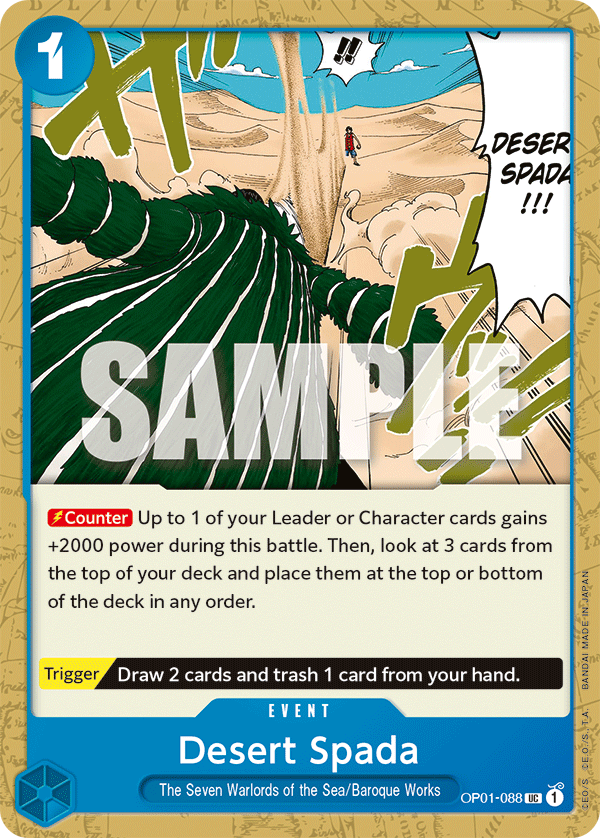 1
!!
DESERT
SPADA
!!!
SAMPLE
Counter Up to 1 of your Leader or Character cards gains
+2000 power during this battle. Then, look at 3 cards from
the top of your deck and place them at the top or bottom
of the deck in any order.
Trigger Draw 2 cards and trash 1 card from your hand.
EVENT
Desert Spada
The Seven Warlords of the Sea/Baroque Works
OP01-088 UC 1
BANDAI MADE IN JAPAN